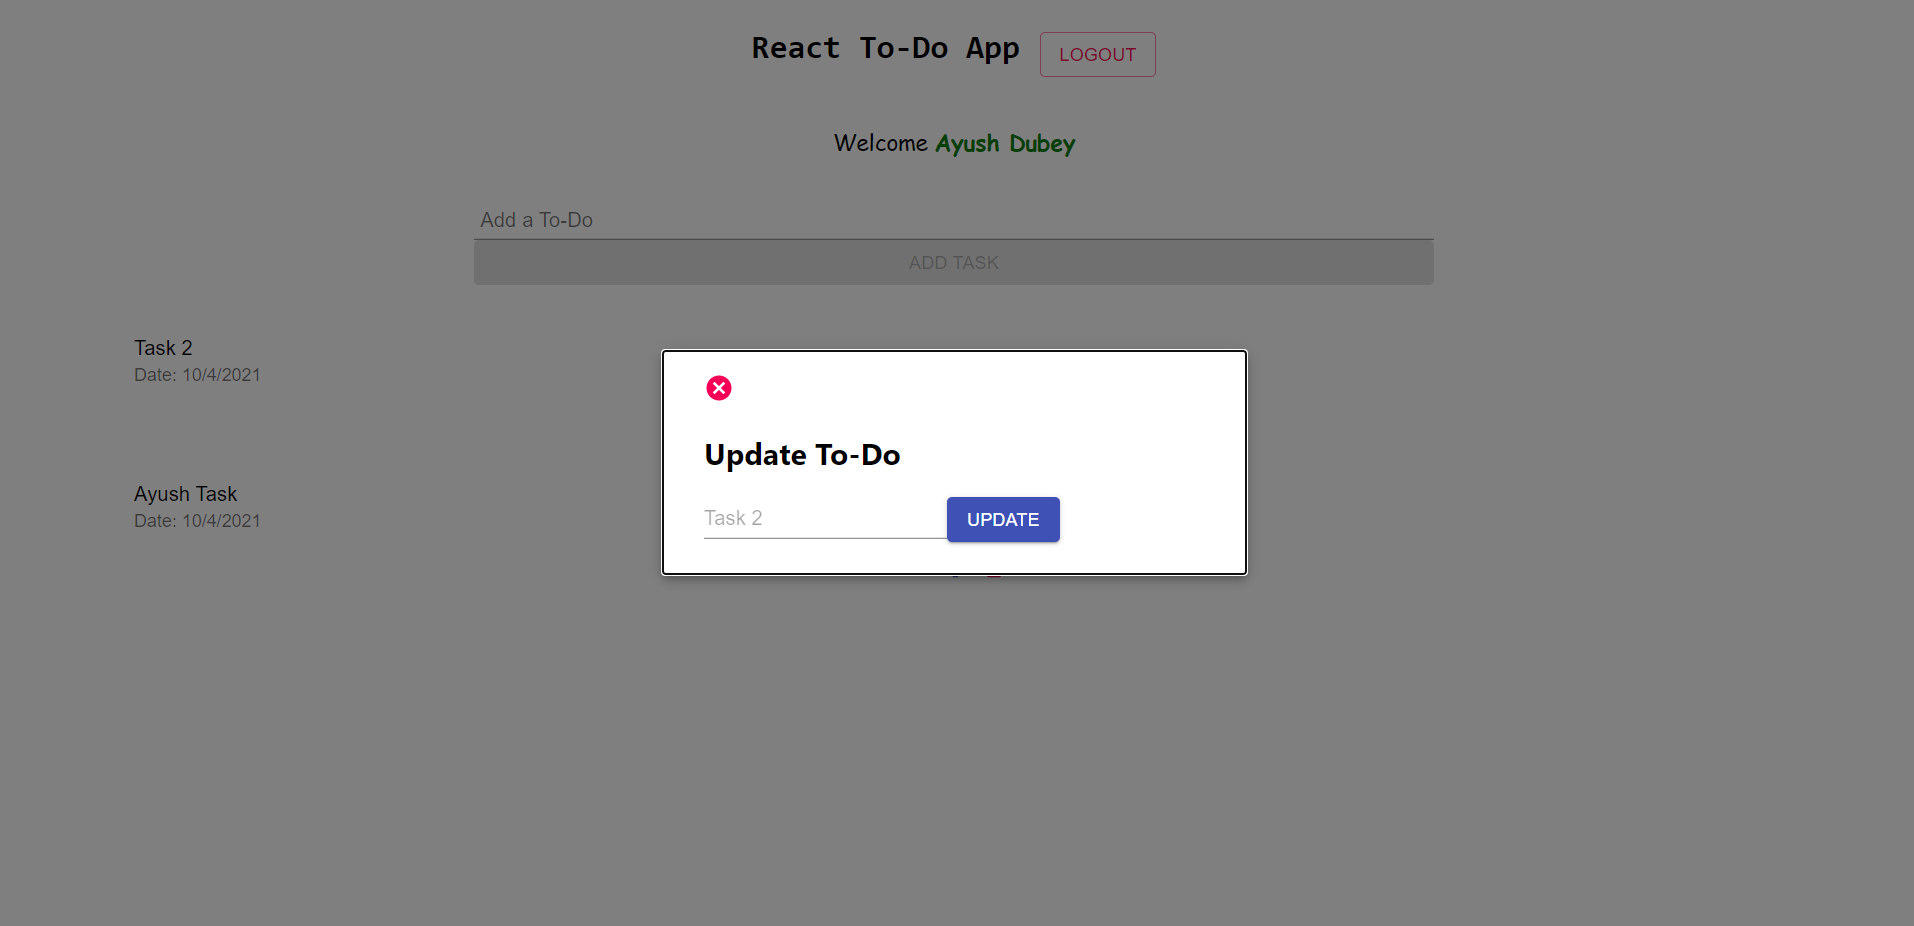 React To-Do App LOGOUT
Welcome Ayush Dubey
Add a To-Do
ADD TASK
Task 2
Date: 10/4/2021
Ayush Task
Date: 10/4/2021
Update To-Do
Task 2 UPDATE